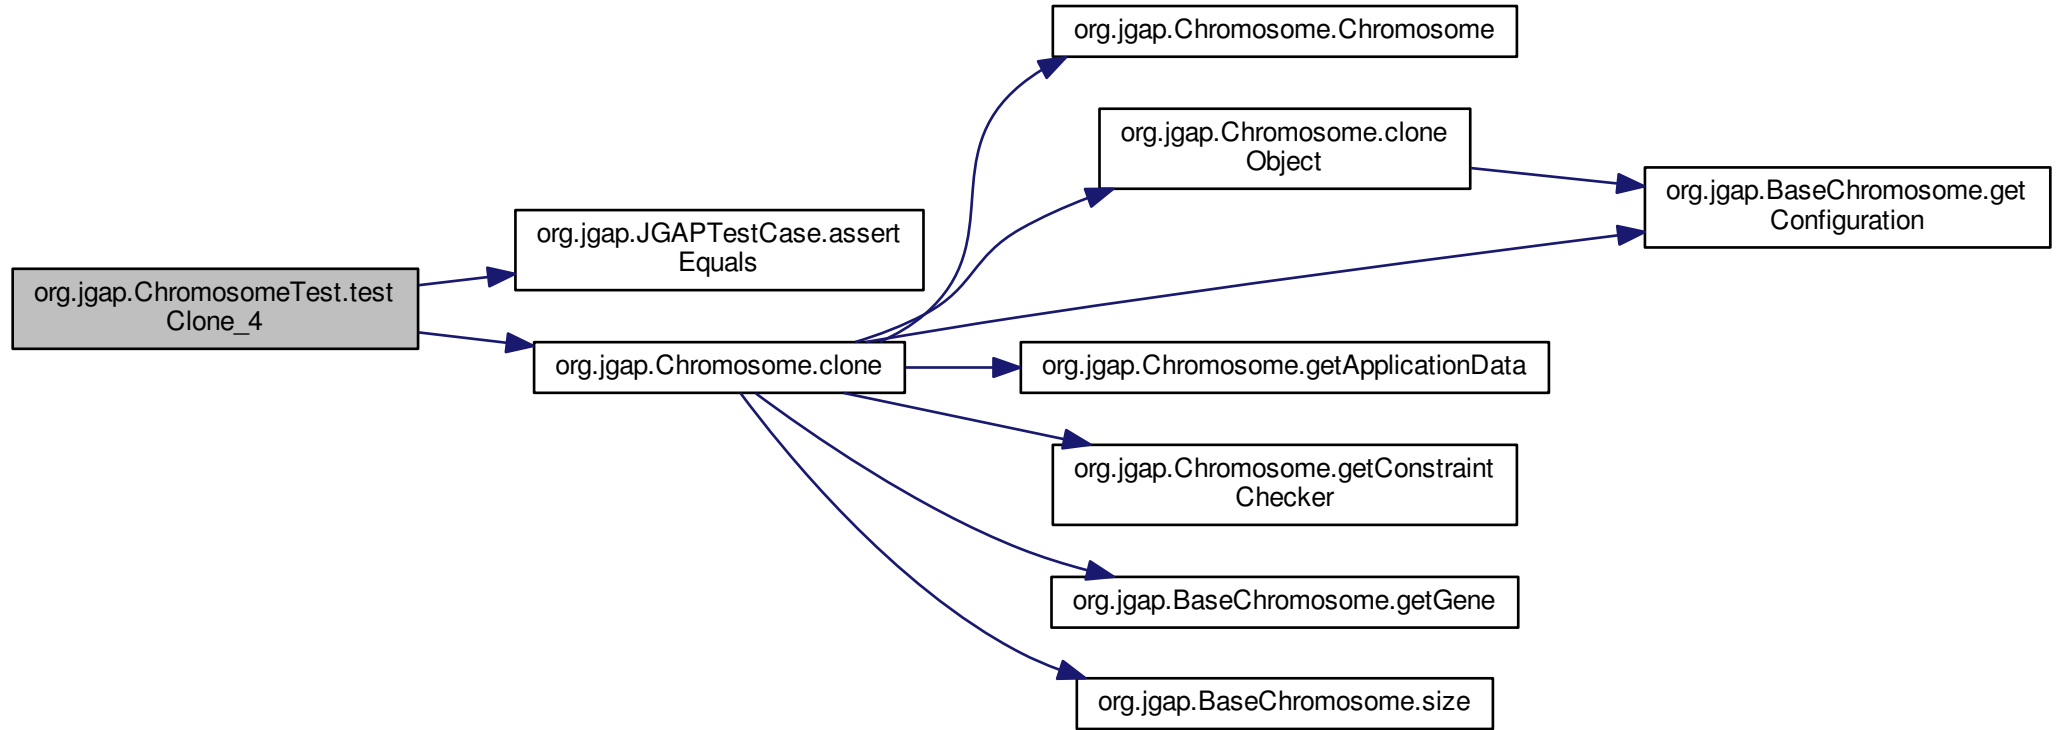 org.jgap.ChromosomeTest.test
Clone_4
org.jgap.JGAPTestCase.assert
Equals
org.jgap.Chromosome.clone
org.jgap.Chromosome.Chromosome
org.jgap.Chromosome.clone
Object
org.jgap.BaseChromosome.get
Configuration
org.jgap.Chromosome.getApplicationData
org.jgap.Chromosome.getConstraint
Checker
org.jgap.BaseChromosome.getGene
org.jgap.BaseChromosome.size